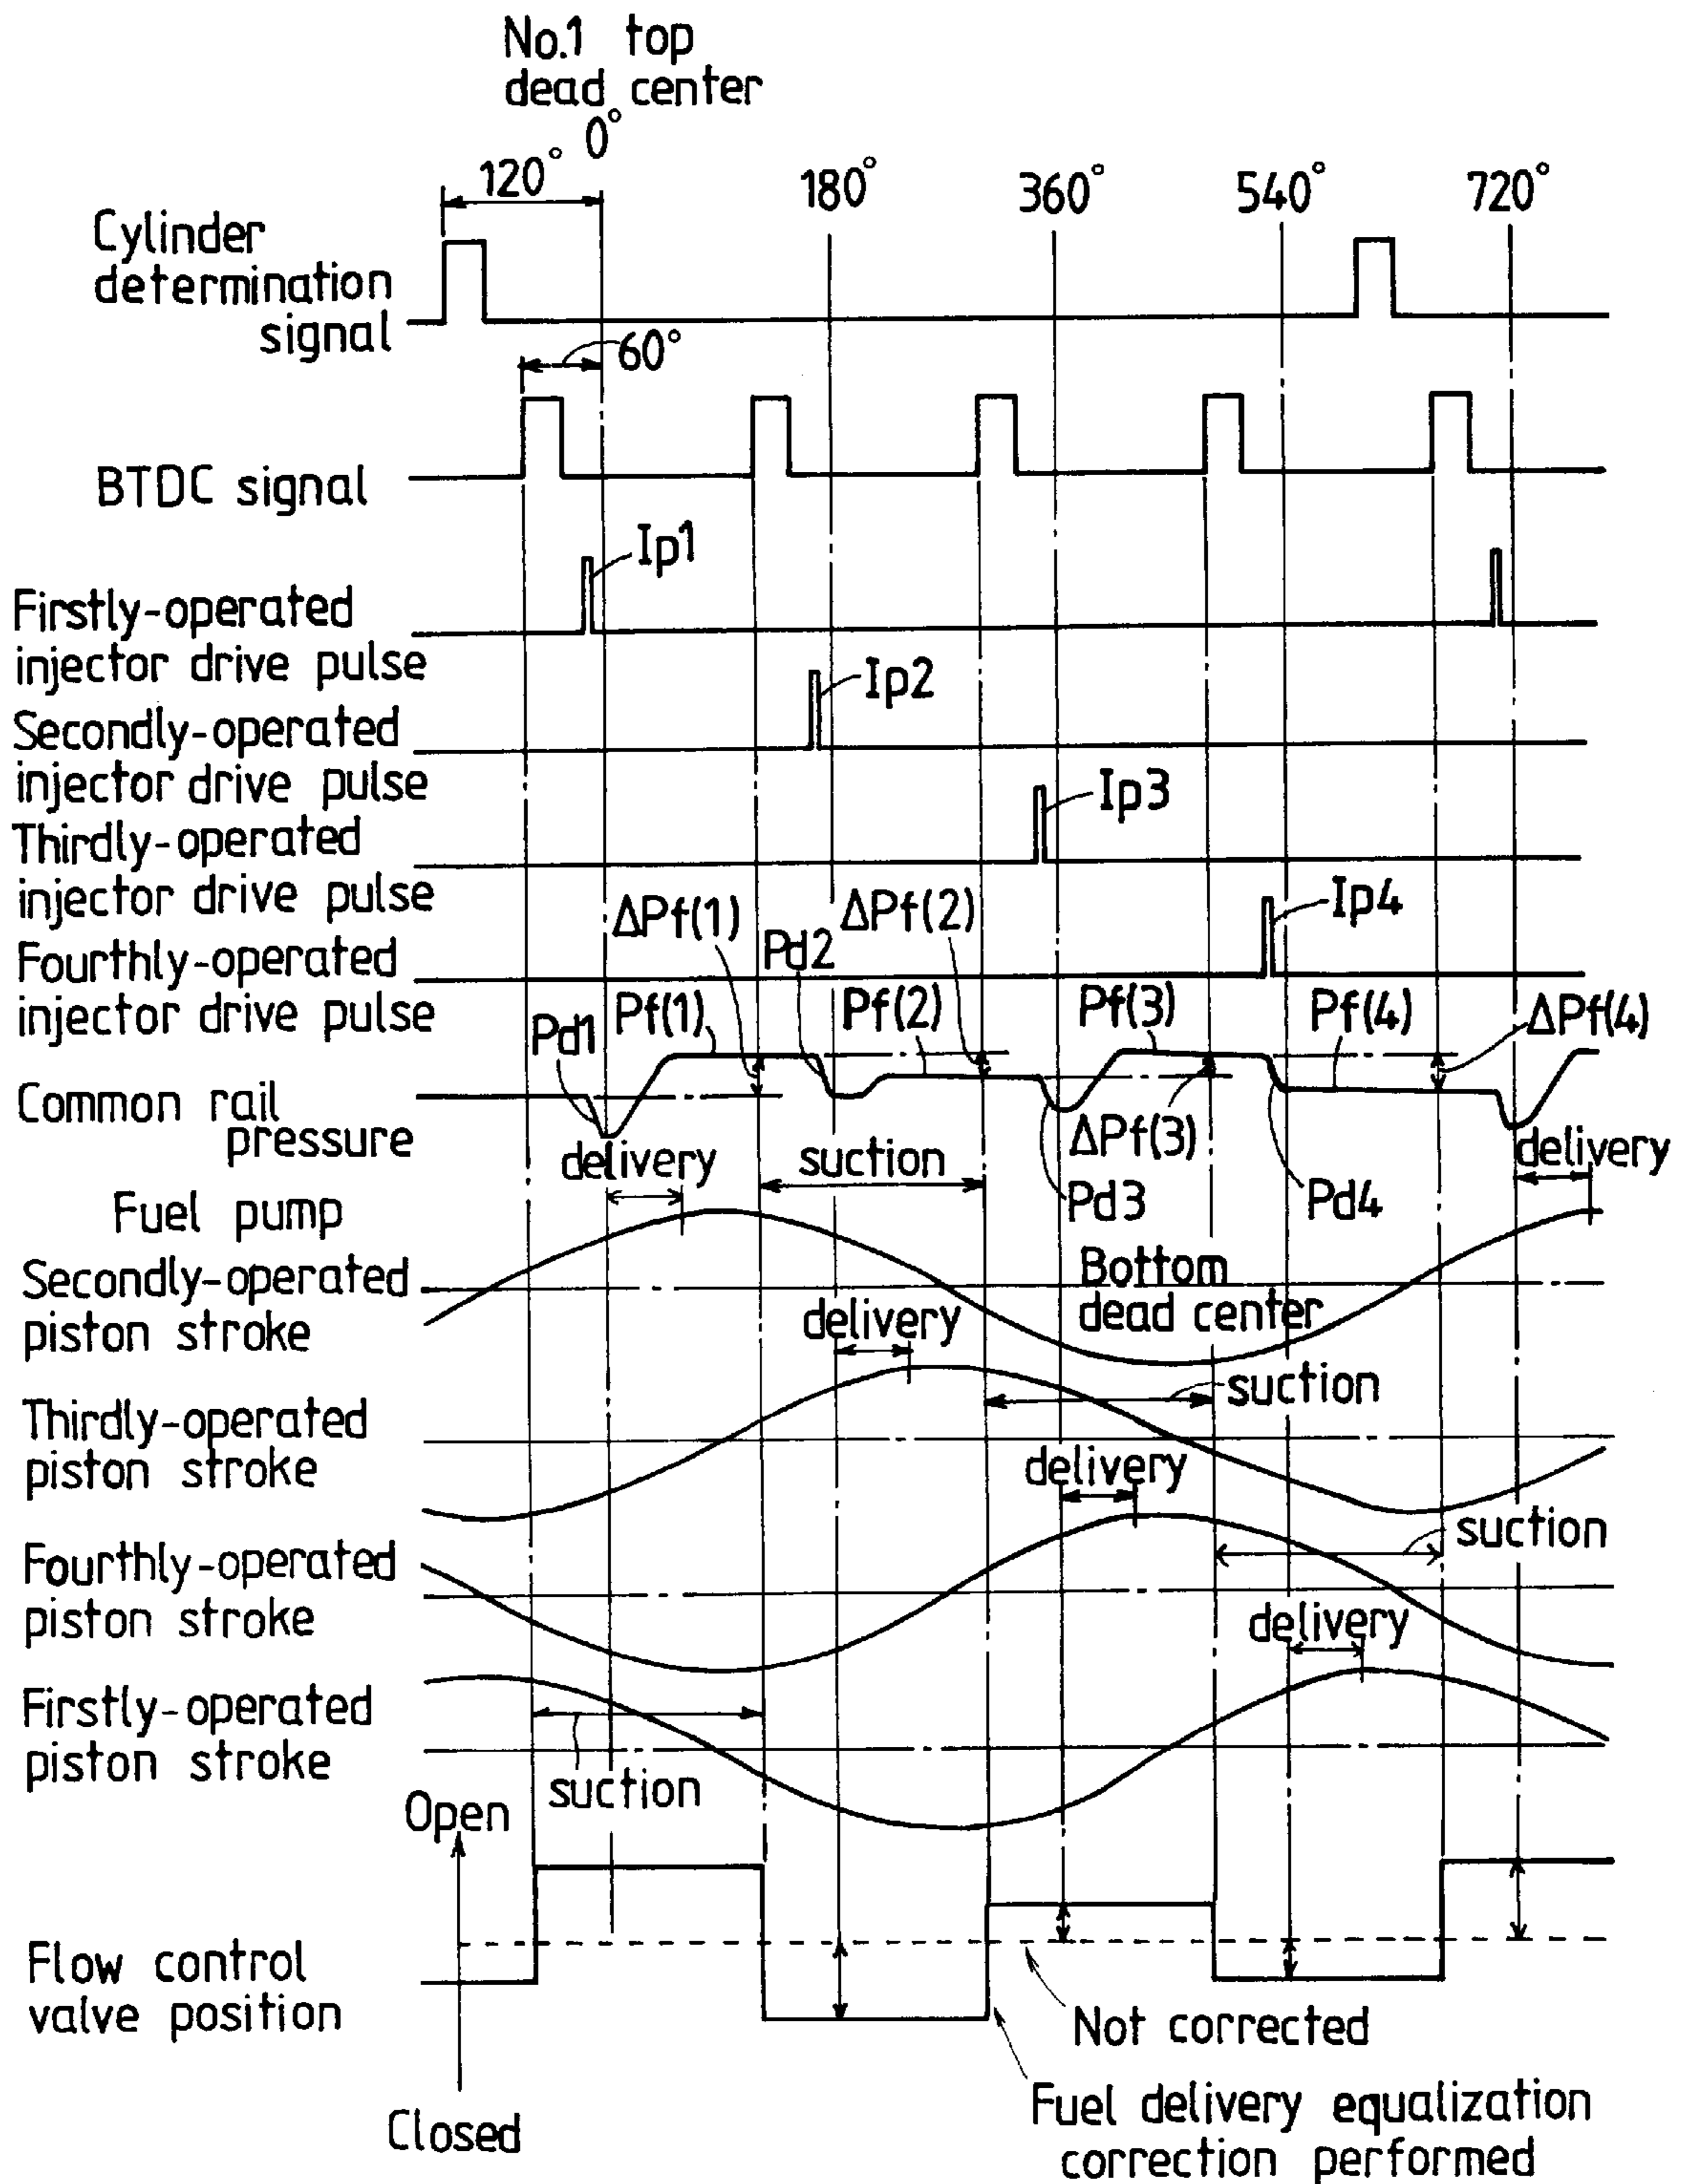 No.1 top
dead center
0°
120°
180°
360°
540°
720°
Cylinder
determination
signal
60°
BTDC signal
Ip1
Firstly-operated
injector drive pulse
Ip2
Secondly-operated
injector drive pulse
Ip3
Thirdly-operated
injector drive pulse
Ip4
ΔPf(1)
ΔPf(2)
Pd2
Fourthly-operated
injector drive pulse
Pd1
Pf(1)
Pf(2)
Pf(3)
Pf(4)
ΔPf(4)
Common rail
pressure
ΔPf(3)
Pd3
Pd4
delivery
suction
delivery
Fuel pump
Secondly-operated
piston stroke
Bottom
dead center
delivery
suction
Thirdly-operated
piston stroke
delivery
suction
Fourthly-operated
piston stroke
delivery
Firstly-operated
piston stroke
suction
Open
Flow control
valve position
Not corrected
Fuel delivery equalization
correction performed
Closed